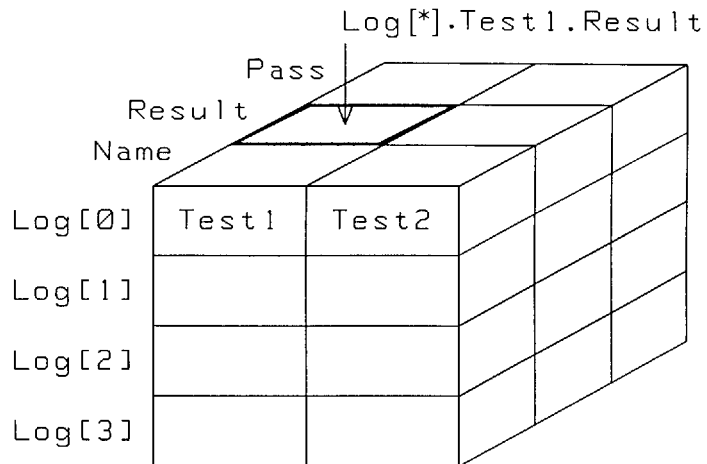 Log[*].Test1.Result
Pass
Result
Name
Log[0] Test1 Test2
Log[1]
Log[2]
Log[3]